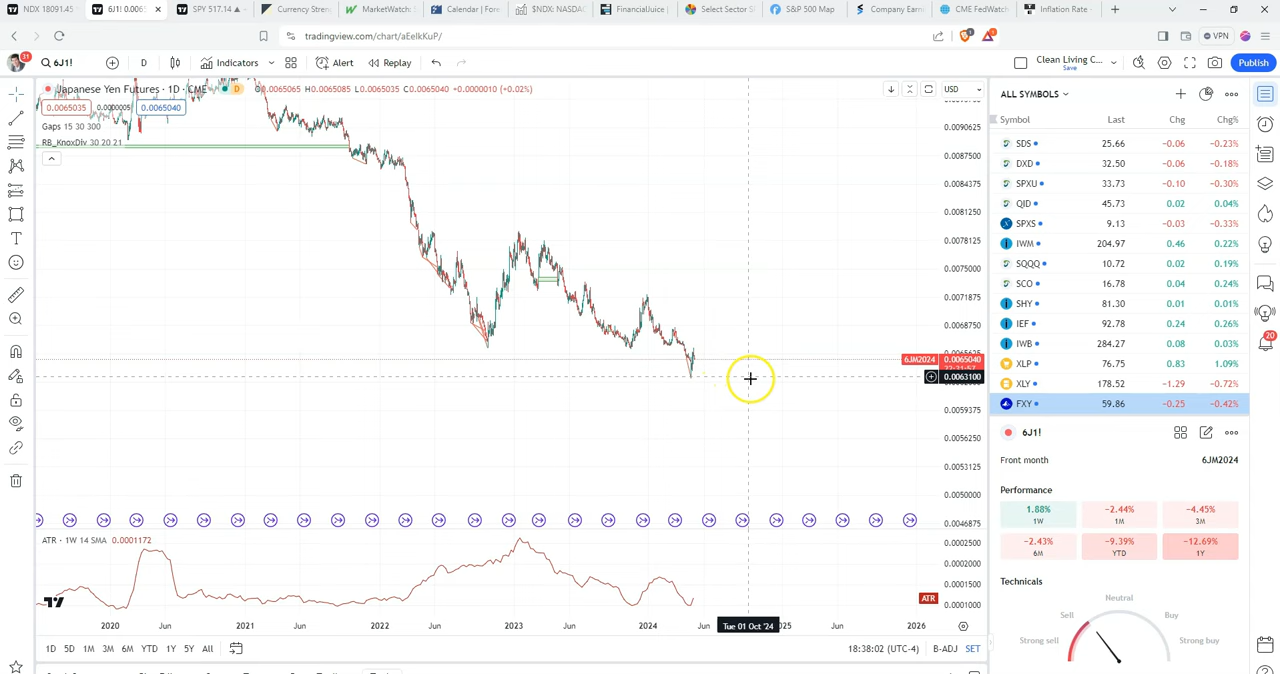 NDX 18091.45
6J1! 0.0065
SPY 517.14
Currency Stren
MarketWatch:
Calendar | Fore
$NDX: NASDA
FinancialJuice |
Select Sector S
S&P 500 Map
Company Earn
CME FedWatch
Inflation Rate -
tradingview.com/chart/aEelkKuP/
VPN
31
6J1!
D
Indicators
Alert
Replay
Clean Living C...
Save
Publish
Japanese Yen Futures · 1D · CME
D
O0.0065065 H0.0065085 L0.0065035 C0.0065040 +0.0000010 (+0.02%)
0.0065035
0.0000005
0.0065040
Gaps 15 30 300
RB_KnoxDiv 30 20 21
USD
0.0090625
0.0087500
0.0084375
0.0081250
0.0078125
0.0075000
0.0071875
0.0068750
6JM2024
0.0065040
0.0063100
0.0059375
0.0056250
0.0053125
0.0050000
0.0046875
ATR · 1W 14 SMA 0.0001172
0.0002500
0.0002000
0.0001500
ATR
0.0001000
2020
Jun
2021
Jun
2022
Jun
2023
Jun
2024
Jun
Tue 01 Oct '24
Jun
2026
1D 5D 1M 3M 6M YTD 1Y 5Y All
18:38:02 (UTC-4)
B-ADJ
SET
ALL SYMBOLS
Symbol Last Chg Chg%
SDS 25.66 −0.06 −0.23%
DXD 32.50 −0.06 −0.18%
SPXU 33.73 −0.10 −0.30%
QID 45.73 0.02 0.04%
SPXS 9.13 −0.03 −0.33%
IWM 204.97 0.46 0.22%
SQQQ 10.72 0.02 0.19%
SCO 16.78 0.04 0.24%
SHY 81.30 0.01 0.01%
IEF 92.78 0.24 0.26%
IWB 284.27 0.08 0.03%
XLP 76.75 0.83 1.09%
XLY 178.52 −1.29 −0.72%
FXY 59.86 −0.25 −0.42%
20
6J1!
Front month 6JM2024
Performance
1.88%
1W
−2.44%
1M
−4.45%
3M
−2.43%
6M
−9.39%
YTD
−12.69%
1Y
Technicals
Neutral
Sell
Buy
Strong sell
Strong buy